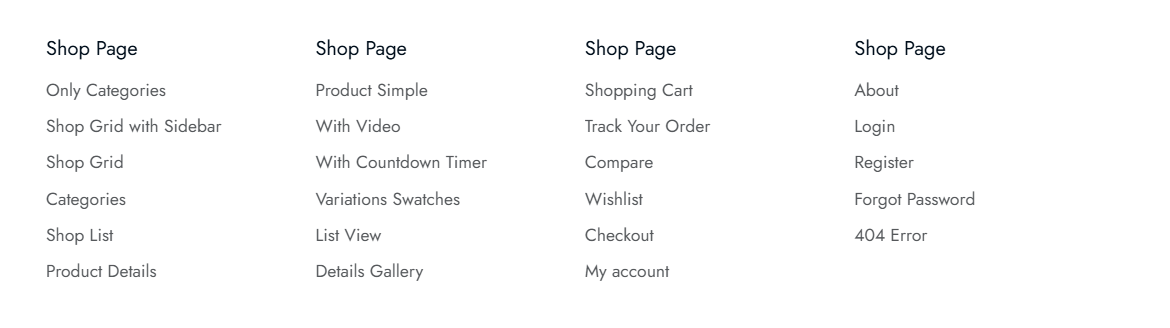 Shop Page
Only Categories
Shop Grid with Sidebar
Shop Grid
Categories
Shop List
Product Details
Shop Page
Product Simple
With Video
With Countdown Timer
Variations Swatches
List View
Details Gallery
Shop Page
Shopping Cart
Track Your Order
Compare
Wishlist
Checkout
My account
Shop Page
About
Login
Register
Forgot Password
404 Error